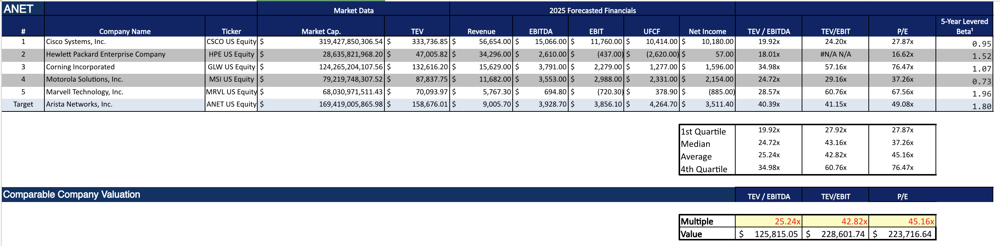 ANET Market Data 2025 Forecasted Financials
# Company Name Ticker Market Cap. TEV Revenue EBITDA EBIT UFCF Net Income TEV / EBITDA TEV/EBIT P/E 5-Year Levered Beta¹
1 Cisco Systems, Inc. CSCO US Equity $ 319,427,850,306.54 $ 333,736.85 $ 56,654.00 $ 15,066.00 $ 11,760.00 $ 10,414.00 $ 10,180.00 19.92x 24.20x 27.87x 0.95
2 Hewlett Packard Enterprise Company HPE US Equity $ 28,635,821,968.20 $ 47,005.82 $ 34,296.00 $ 2,610.00 $ (437.00) $ (2,620.00) $ 57.00 18.01x #N/A N/A 16.62x 1.52
3 Corning Incorporated GLW US Equity $ 124,265,204,107.56 $ 132,616.20 $ 15,629.00 $ 3,791.00 $ 2,279.00 $ 1,277.00 $ 1,596.00 34.98x 57.16x 76.47x 1.07
4 Motorola Solutions, Inc. MSI US Equity $ 79,219,748,307.52 $ 87,837.75 $ 11,682.00 $ 3,553.00 $ 2,988.00 $ 2,331.00 $ 2,154.00 24.72x 29.16x 37.26x 0.73
5 Marvell Technology, Inc. MRVL US Equity $ 68,030,971,511.43 $ 70,093.97 $ 5,767.30 $ 694.80 $ (720.30) $ 378.90 $ (885.00) 28.57x 60.76x 67.56x 1.96
Target Arista Networks, Inc. ANET US Equity $ 169,419,005,865.98 $ 158,676.01 $ 9,005.70 $ 3,928.70 $ 3,856.10 $ 4,264.70 $ 3,511.40 40.39x 41.15x 49.08x 1.80
1st Quartile 19.92x 27.92x 27.87x
Median 24.72x 43.16x 37.26x
Average 25.24x 42.82x 45.16x
4th Quartile 34.98x 60.76x 76.47x
Comparable Company Valuation TEV / EBITDA TEV/EBIT P/E
Multiple 25.24x 42.82x 45.16x
Value $ 125,815.05 $ 228,601.74 $ 223,716.64